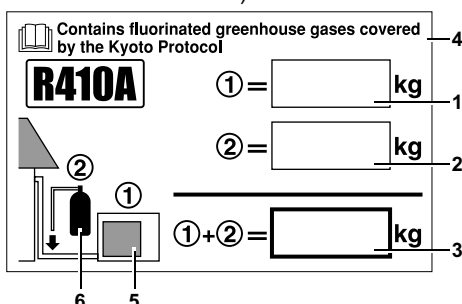 Contains fluorinated greenhouse gases covered
by the Kyoto Protocol
4
R410A
①=
kg
1
②=
kg
2
②
①
①+②=
kg
3
6
5